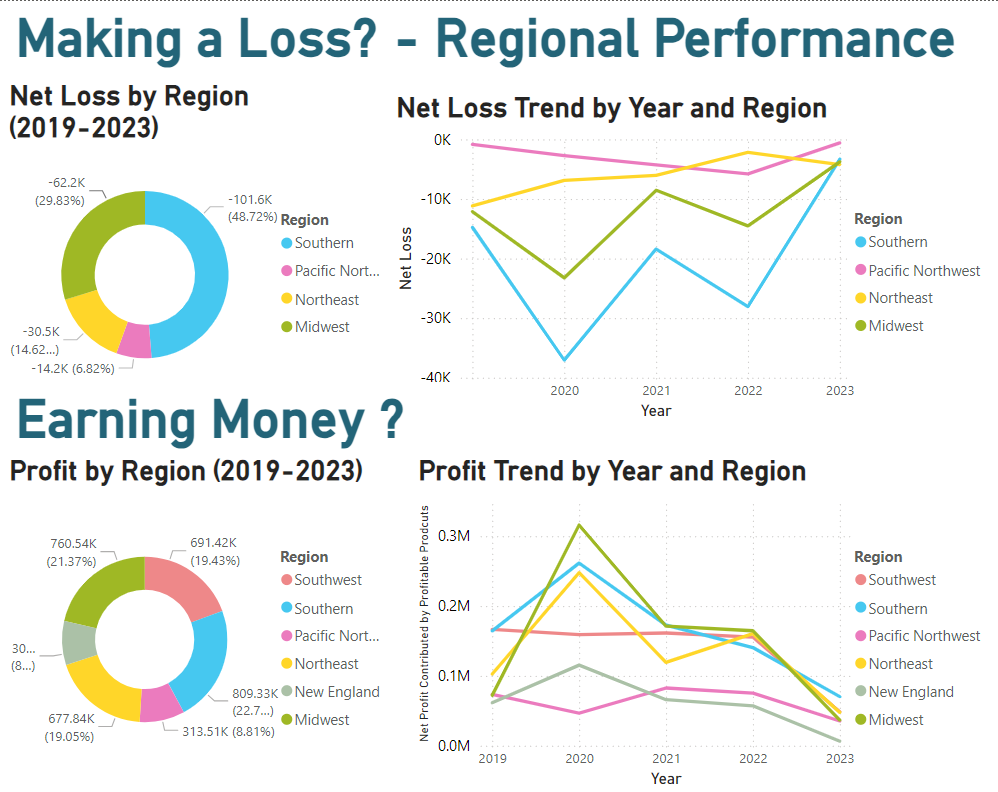 Making a Loss? - Regional Performance
Net Loss by Region
(2019-2023)
-62.2K
(29.83%)
-101.6K
(48.72%)
-30.5K
(14.62...)
-14.2K (6.82%)
Region
Southern
Pacific Nort...
Northeast
Midwest
Net Loss Trend by Year and Region
0K
-10K
-20K
-30K
-40K
Net Loss
2020
2021
2022
2023
Year
Region
Southern
Pacific Northwest
Northeast
Midwest
Earning Money ?
Profit by Region (2019-2023)
760.54K
(21.37%)
691.42K
(19.43%)
30...
(8...)
809.33K
(22.7...)
677.84K
(19.05%)
313.51K (8.81%)
Region
Southwest
Southern
Pacific Nort...
Northeast
New England
Midwest
Profit Trend by Year and Region
0.3M
0.2M
0.1M
0.0M
Net Profit Contributed by Profitable Prodcuts
2019
2020
2021
2022
2023
Year
Region
Southwest
Southern
Pacific Northwest
Northeast
New England
Midwest